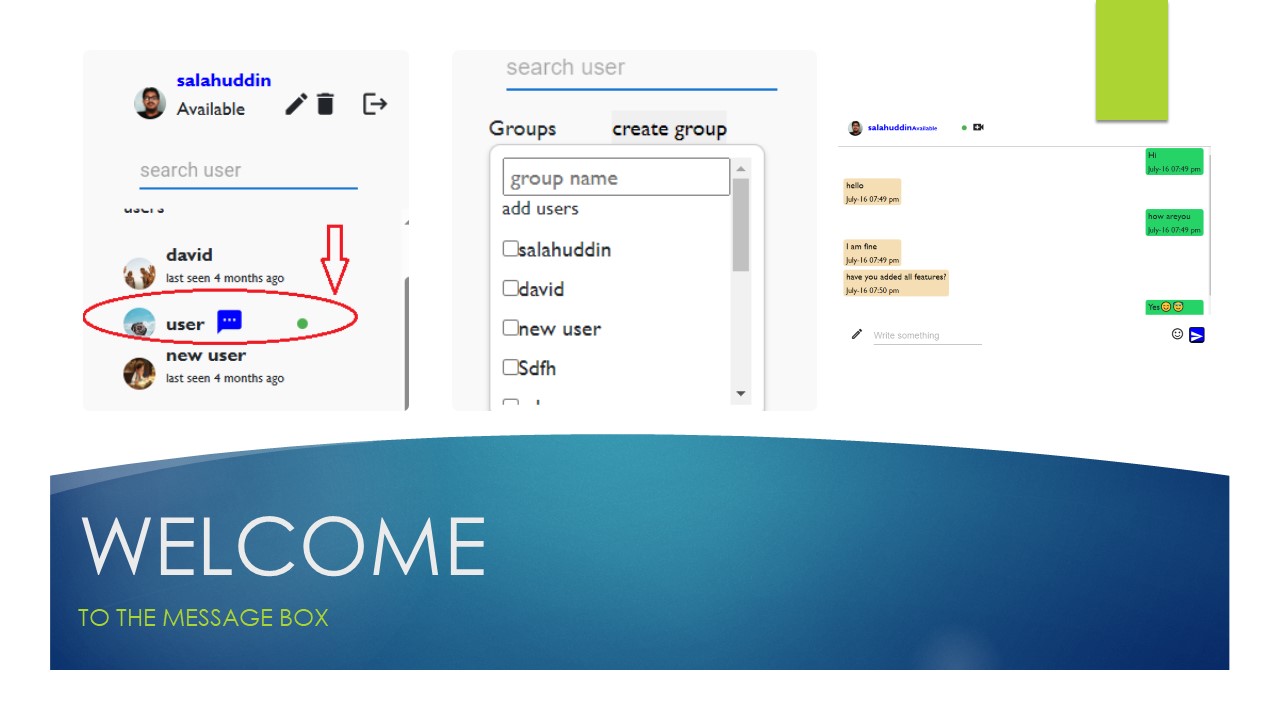 salahuddin
Available
search user
users
david
last seen 4 months ago
user
new user
last seen 4 months ago
search user
Groups create group
group name
add users
salahuddin
david
new user
Sdfh
salahuddinAvailable
Hi
July-16 07:49 pm
hello
July-16 07:49 pm
how areyou
July-16 07:49 pm
I am fine
July-16 07:49 pm
have you added all features?
July-16 07:50 pm
Yes😊😇
Write something
WELCOME
TO THE MESSAGE BOX